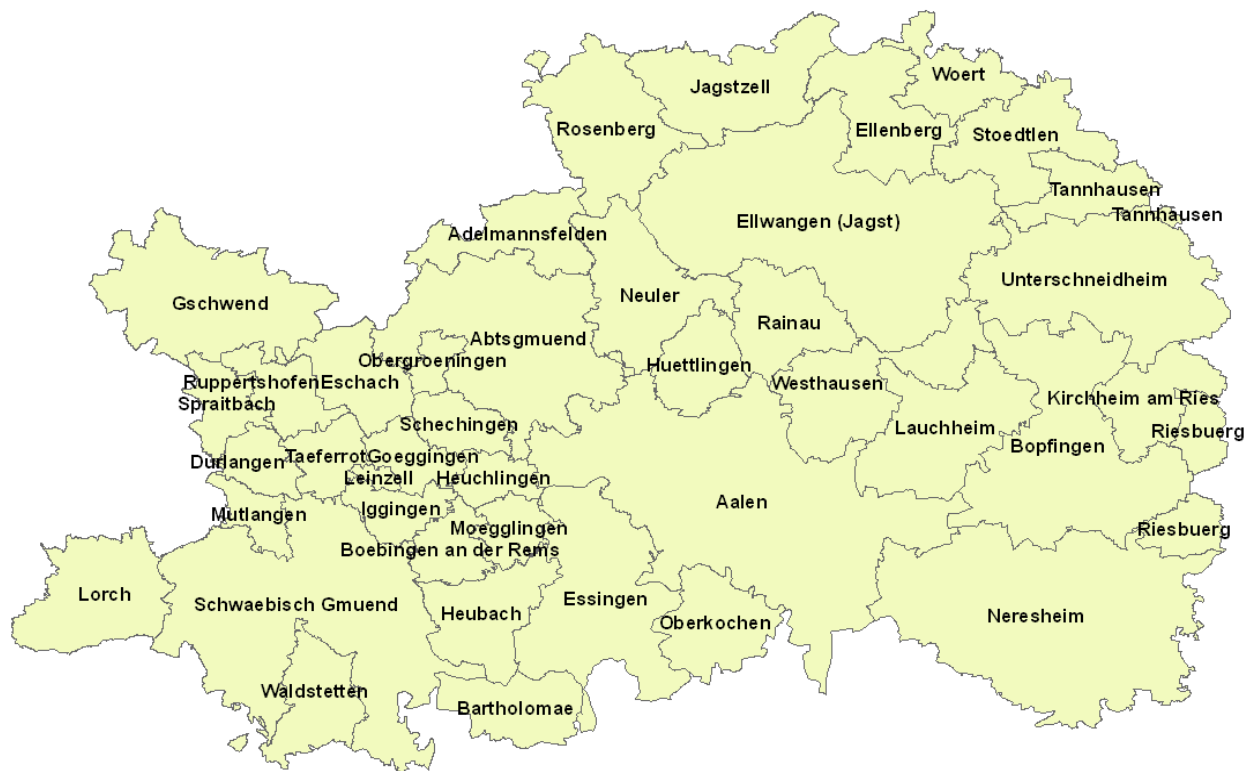 Woert
Jagstzell
Rosenberg
Ellenberg
Stoedtlen
Tannhausen
Tannhausen
Ellwangen (Jagst)
Adelmannsfelden
Unterschneidheim
Neuler
Gschwend
Rainau
Abtsgmuend
Obergroeningen
Huettlingen
Ruppertshofen
Eschach
Westhausen
Spraitbach
Kirchheim am Ries
Schechingen
Lauchheim
Riesbuerg
Bopfingen
Durlangen
Taeferrot
Goeggingen
Leinzell
Heuchlingen
Aalen
Iggingen
Mutlangen
Moegglingen
Riesbuerg
Boebingen an der Rems
Lorch
Schwaebisch Gmuend
Essingen
Heubach
Oberkochen
Neresheim
Waldstetten
Bartholomae